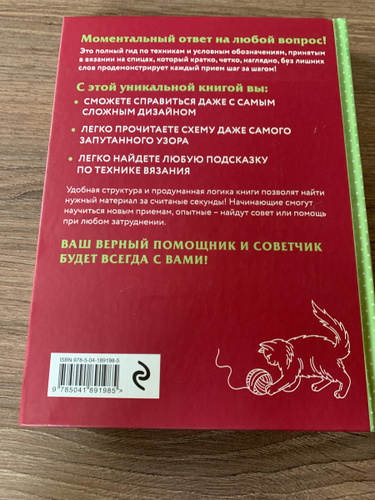 Моментальный ответ на любой вопрос!
Это полный гид по техникам и условным обозначениям, принятым
в вязании на спицах, который кратко, четко, наглядно, без лишних
слов продемонстрирует каждый прием шаг за шагом!
С этой уникальной книгой вы:
• СМОЖЕТЕ СПРАВИТЬСЯ ДАЖЕ С САМЫМ
СЛОЖНЫМ ДИЗАЙНОМ
• ЛЕГКО ПРОЧИТАЕТЕ СХЕМУ ДАЖЕ САМОГО
ЗАПУТАННОГО УЗОРА
• ЛЕГКО НАЙДЕТЕ ЛЮБУЮ ПОДСКАЗКУ
ПО ТЕХНИКЕ ВЯЗАНИЯ
Удобная структура и продуманная логика книги позволят найти
нужный материал за считаные секунды! Начинающие смогут
научиться новым приемам, опытные – найдут совет или помощь
при любом затруднении.
ВАШ ВЕРНЫЙ ПОМОЩНИК И СОВЕТЧИК
БУДЕТ ВСЕГДА С ВАМИ!
ISBN 978-5-04-189198-5
9 785041 891985 >